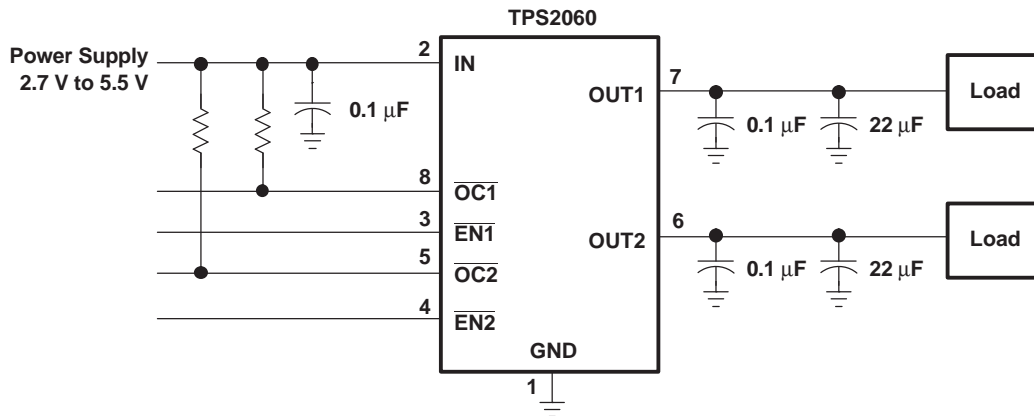 TPS2060
Power Supply
2.7 V to 5.5 V
2
IN
0.1 μF
8
OC1
3
EN1
5
OC2
4
EN2
GND
1
OUT1
7
0.1 μF
22 μF
Load
OUT2
6
0.1 μF
22 μF
Load